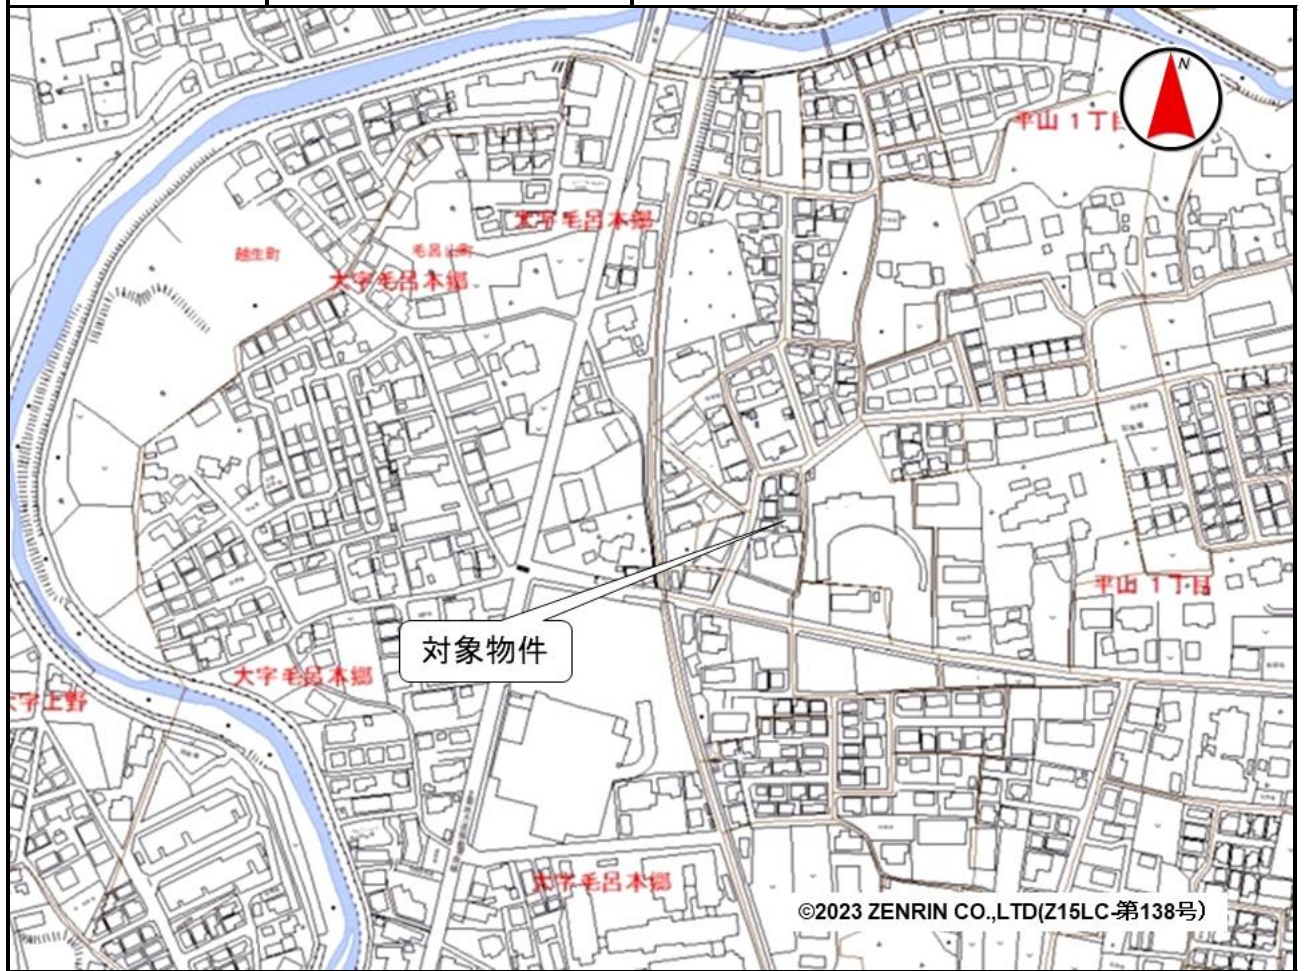 N
平山 1丁目
大字毛呂本郷
越生町
毛呂山町
大字毛呂本郷
平山 1丁目
対象物件
大字毛呂本郷
大字上野
大字毛呂本郷
©2023 ZENRIN CO.,LTD(Z15LC-第138号)